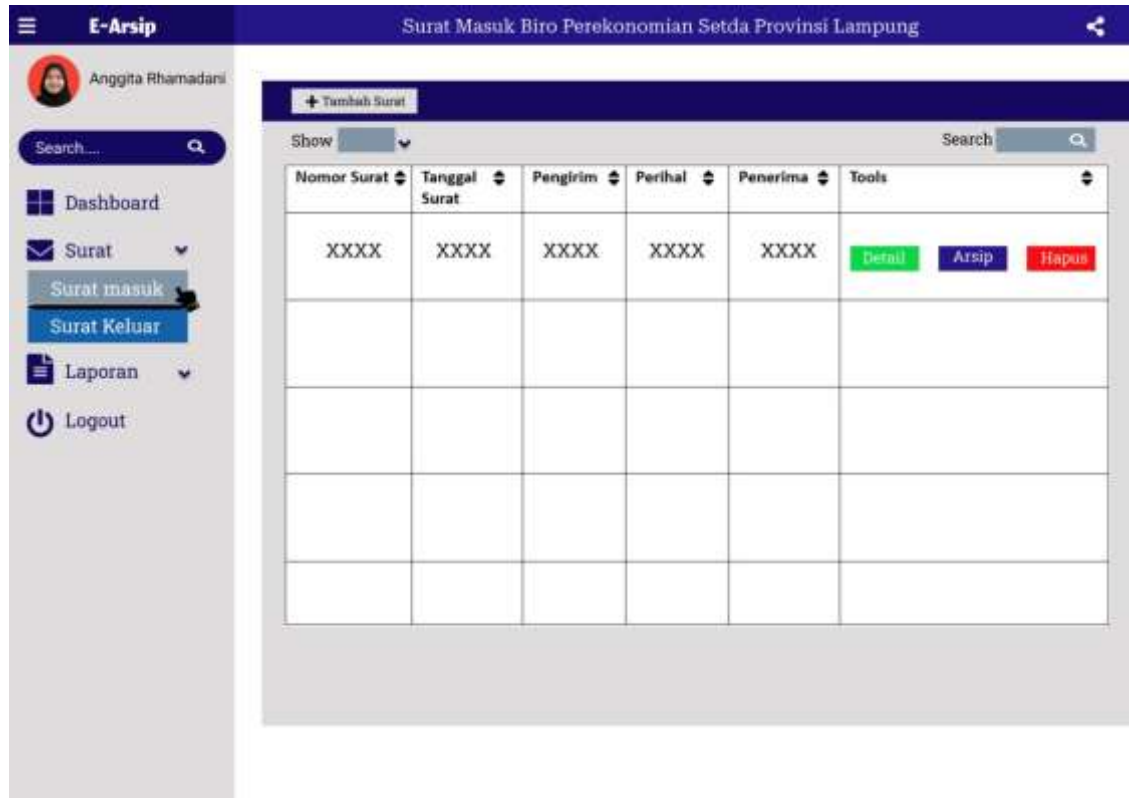 E-Arsip
Surat Masuk Biro Perekonomian Setda Provinsi Lampung
Anggita Rhamadani
Search....
Dashboard
Surat
Surat masuk
Surat Keluar
Laporan
Logout
Tambah Surat
Show
Search
Nomor Surat Tanggal Surat Pengirim Perihal Penerima Tools
XXXX XXXX XXXX XXXX XXXX Detail Arsip Hapus